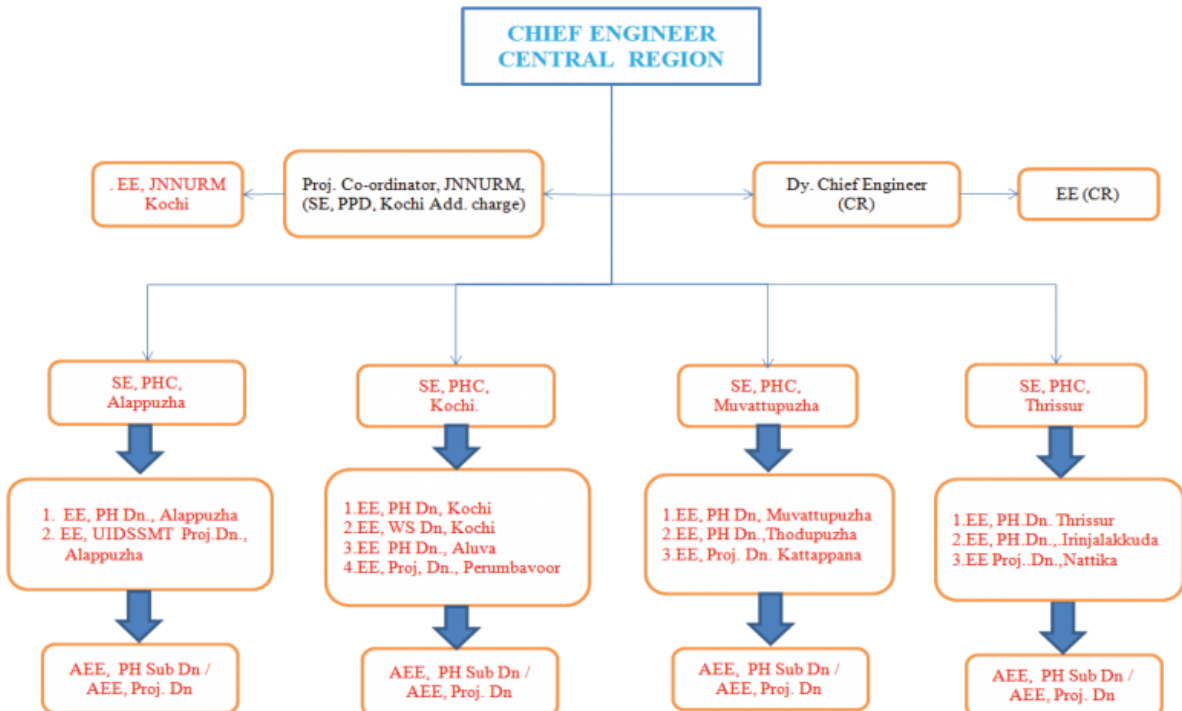 CHIEF ENGINEER
CENTRAL REGION
. EE, JNNURM
Kochi
Proj. Co-ordinator, JNNURM,
(SE, PPD, Kochi Add. charge)
Dy. Chief Engineer
(CR)
EE (CR)
SE, PHC,
Alappuzha
SE, PHC,
Kochi.
SE, PHC,
Muvattupuzha
SE, PHC,
Thrissur
1. EE, PH Dn., Alappuzha
2. EE, UIDSSMT Proj.Dn.,
Alappuzha
1.EE, PH Dn, Kochi
2.EE, WS Dn, Kochi
3.EE PH Dn., Aluva
4.EE, Proj, Dn., Perumbavoor
1.EE, PH Dn, Muvattupuzha
2.EE, PH Dn.,Thodupuzha
3.EE, Proj. Dn. Kattappana
1.EE, PH.Dn. Thrissur
2.EE, PH.Dn.,.Irinjalakkuda
3.EE Proj..Dn.,Nattika
AEE, PH Sub Dn /
AEE, Proj. Dn
AEE, PH Sub Dn /
AEE, Proj. Dn
AEE, PH Sub Dn /
AEE, Proj. Dn
AEE, PH Sub Dn /
AEE, Proj. Dn